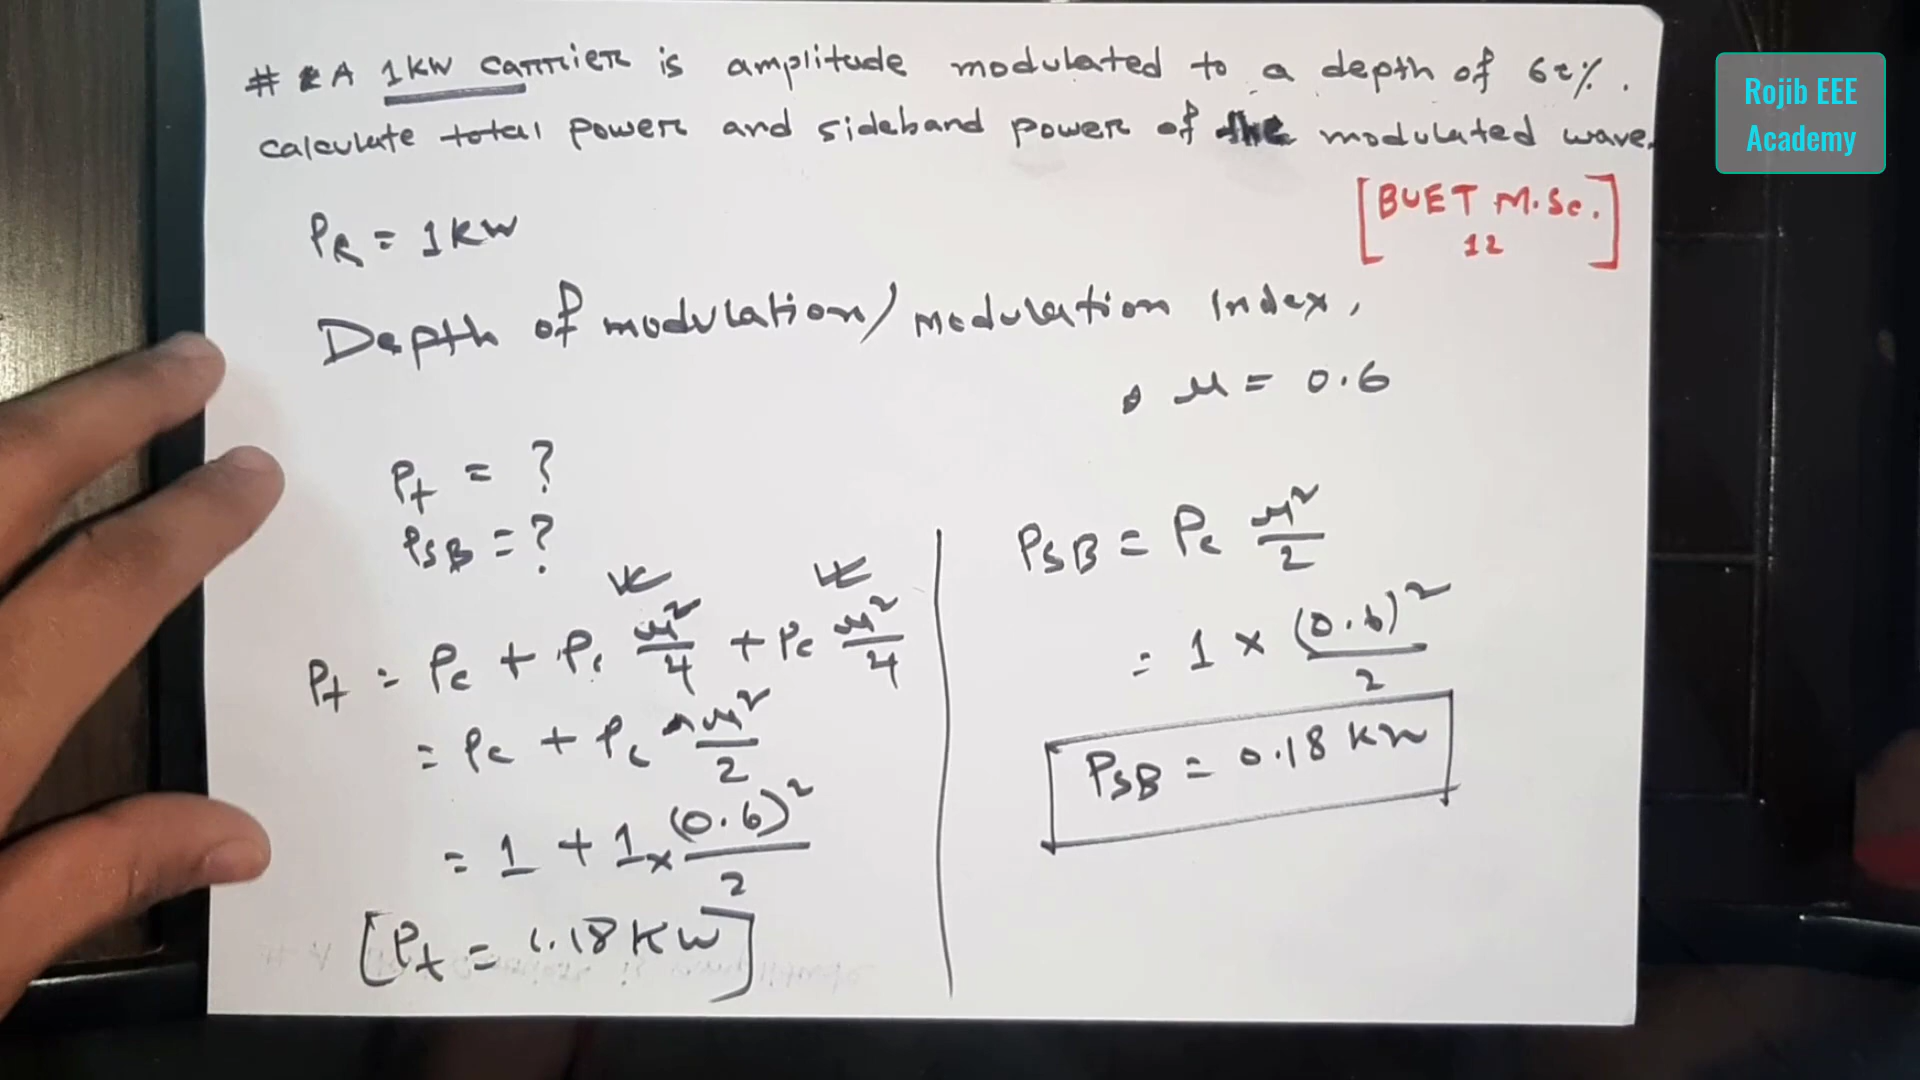 # A 1KW carrier is amplitude modulated to a depth of 60%.
calculate total power and sideband power of the modulated wave.
[BUET M.Sc. 12]
Rojib EEE
Academy
PR = 1KW
Depth of modulation/modulation Index,
μ = 0.6
Pt = ?
PSB = ?
Pt = Pc + Pc μ²/4 + Pc μ²/4
= Pc + Pc μ²/2
= 1 + 1 × (0.6)²/2
[Pt = 1.18 KW]
PSB = Pc μ²/2
= 1 × (0.6)²/2
PSB = 0.18 KW